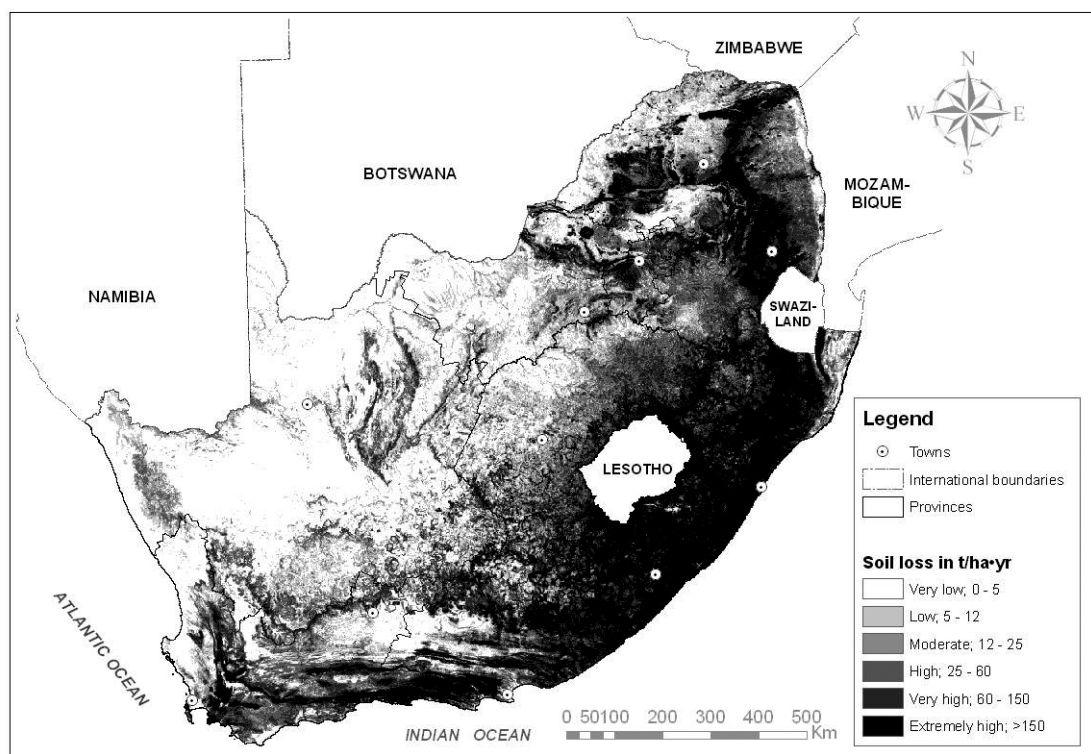 ZIMBABWE
N
W
E
S
BOTSWANA
MOZAM-
BIQUE
NAMIBIA
SWAZI-
LAND
LESOTHO
Legend
Towns
International boundaries
Provinces
Soil loss in t/ha•yr
Very low; 0 - 5
Low; 5 - 12
Moderate; 12 - 25
High; 25 - 60
Very high; 60 - 150
Extremely high; >150
ATLANTIC OCEAN
INDIAN OCEAN
0 50100 200 300 400 500
Km